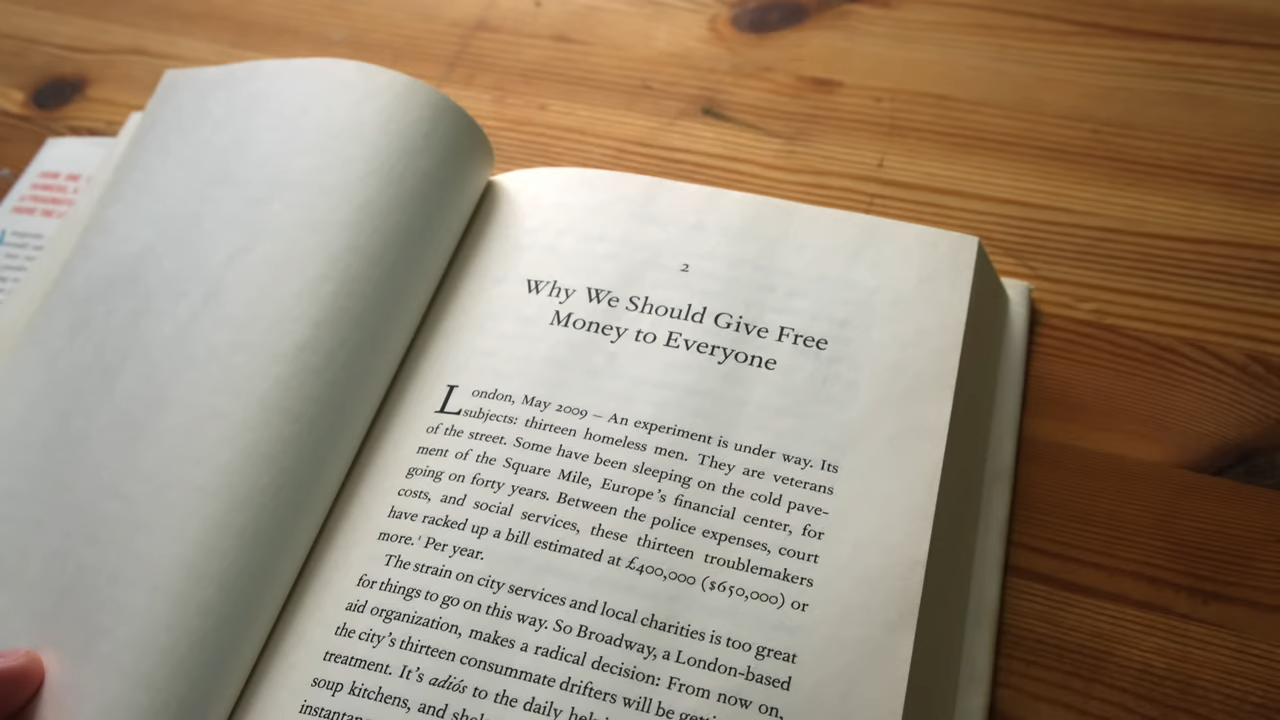 2
Why We Should Give Free
Money to Everyone
London, May 2009 – An experiment is under way. Its
subjects: thirteen homeless men. They are veterans
of the street. Some have been sleeping on the cold pave-
ment of the Square Mile, Europe's financial center, for
going on forty years. Between the police expenses, court
costs, and social services, these thirteen troublemakers
have racked up a bill estimated at £400,000 ($650,000) or
more.¹ Per year.
The strain on city services and local charities is too great
for things to go on this way. So Broadway, a London-based
aid organization, makes a radical decision: From now on,
the city's thirteen consummate drifters will be
treatment. It's adiós to the daily
soup kitchens, and